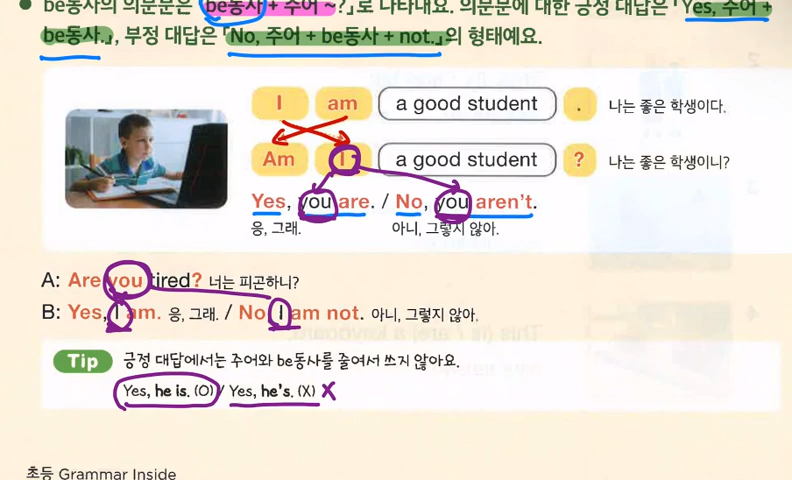 be동사의 의문문은 「be동사 + 주어 ~?」로 나타내요. 의문문에 대한 긍정 대답은 「Yes, 주어 +
be동사.」, 부정 대답은 「No, 주어 + be동사 + not.」의 형태예요.
I am a good student . 나는 좋은 학생이다.
Am I a good student ? 나는 좋은 학생이니?
Yes, you are. / No, you aren't.
응, 그래. 아니, 그렇지 않아.
A: Are you tired? 너는 피곤하니?
B: Yes, I am. 응, 그래. / No, I am not. 아니, 그렇지 않아.
Tip 긍정 대답에서는 주어와 be동사를 줄여서 쓰지 않아요.
Yes, he is. (O) / Yes, he's. (X) X
초등 Grammar Inside